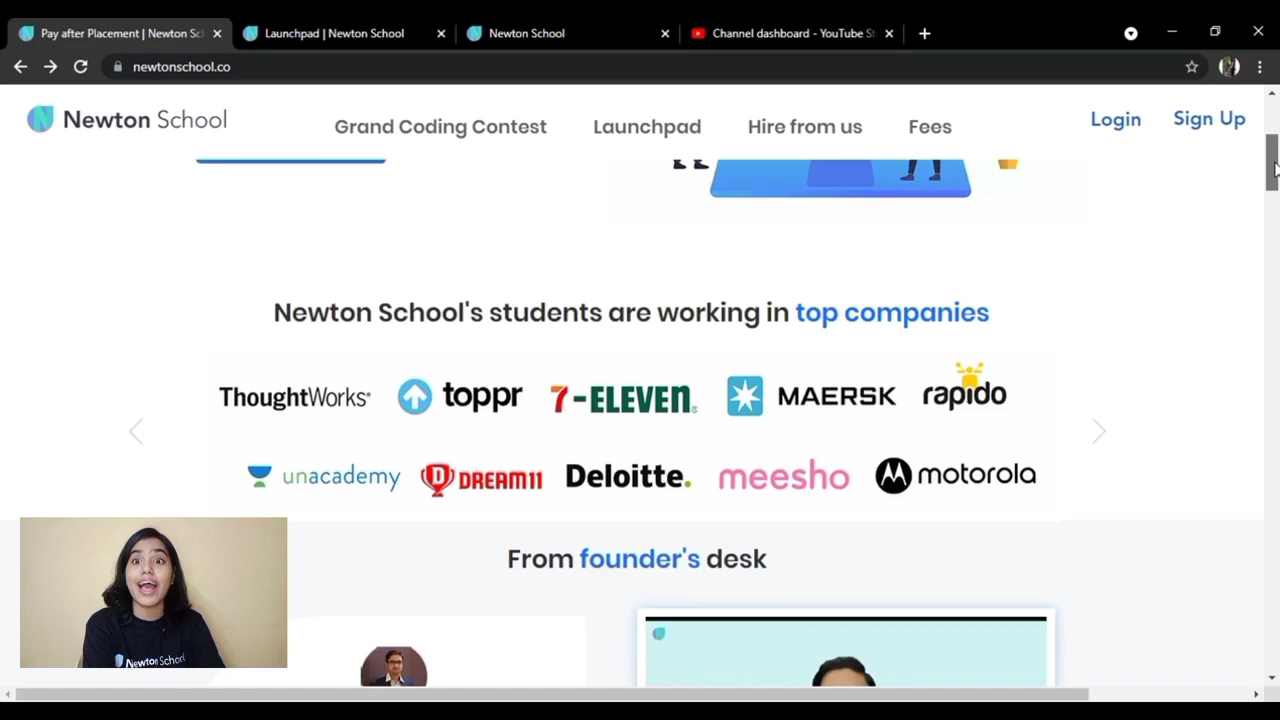 Pay after Placement | Newton Sc
Launchpad | Newton School
Newton School
Channel dashboard - YouTube St
newtonschool.co
Newton School
Grand Coding Contest
Launchpad
Hire from us
Fees
Login
Sign Up
Newton School's students are working in top companies
ThoughtWorks
toppr
7-ELEVEN
MAERSK
rapido
unacademy
DREAM11
Deloitte.
meesho
motorola
From founder's desk
Newton School